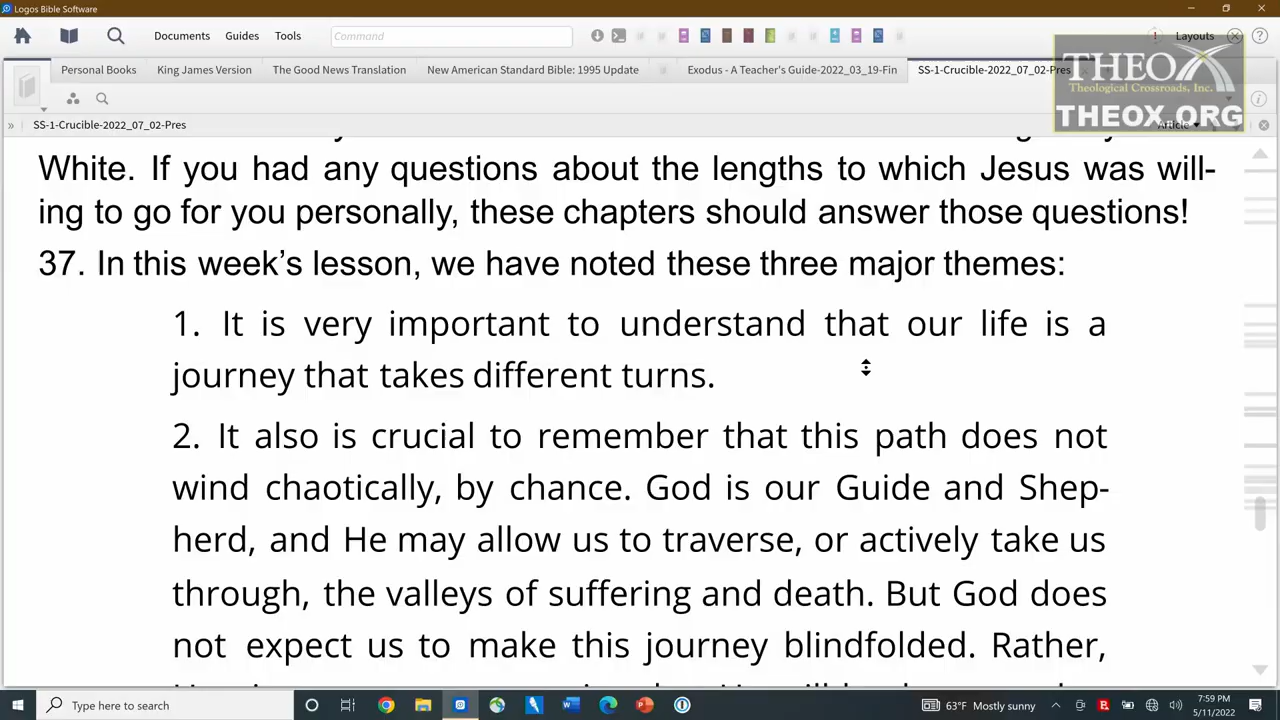 Logos Bible Software
Documents Guides Tools Command Layouts
Personal Books King James Version The Good News New American Standard Bible: 1995 Update Exodus - A Teacher's Guide-2022_03_19-Fin SS-1-Crucible-2022_07_02-Pres
THEOX
Theological Crossroads, Inc.
THEOX.ORG
SS-1-Crucible-2022_07_02-Pres Article
White. If you had any questions about the lengths to which Jesus was will-
ing to go for you personally, these chapters should answer those questions!
37. In this week's lesson, we have noted these three major themes:
1. It is very important to understand that our life is a
journey that takes different turns.
2. It also is crucial to remember that this path does not
wind chaotically, by chance. God is our Guide and Shep-
herd, and He may allow us to traverse, or actively take us
through, the valleys of suffering and death. But God does
not expect us to make this journey blindfolded. Rather,
Type here to search
63°F Mostly sunny
7:59 PM
5/11/2022